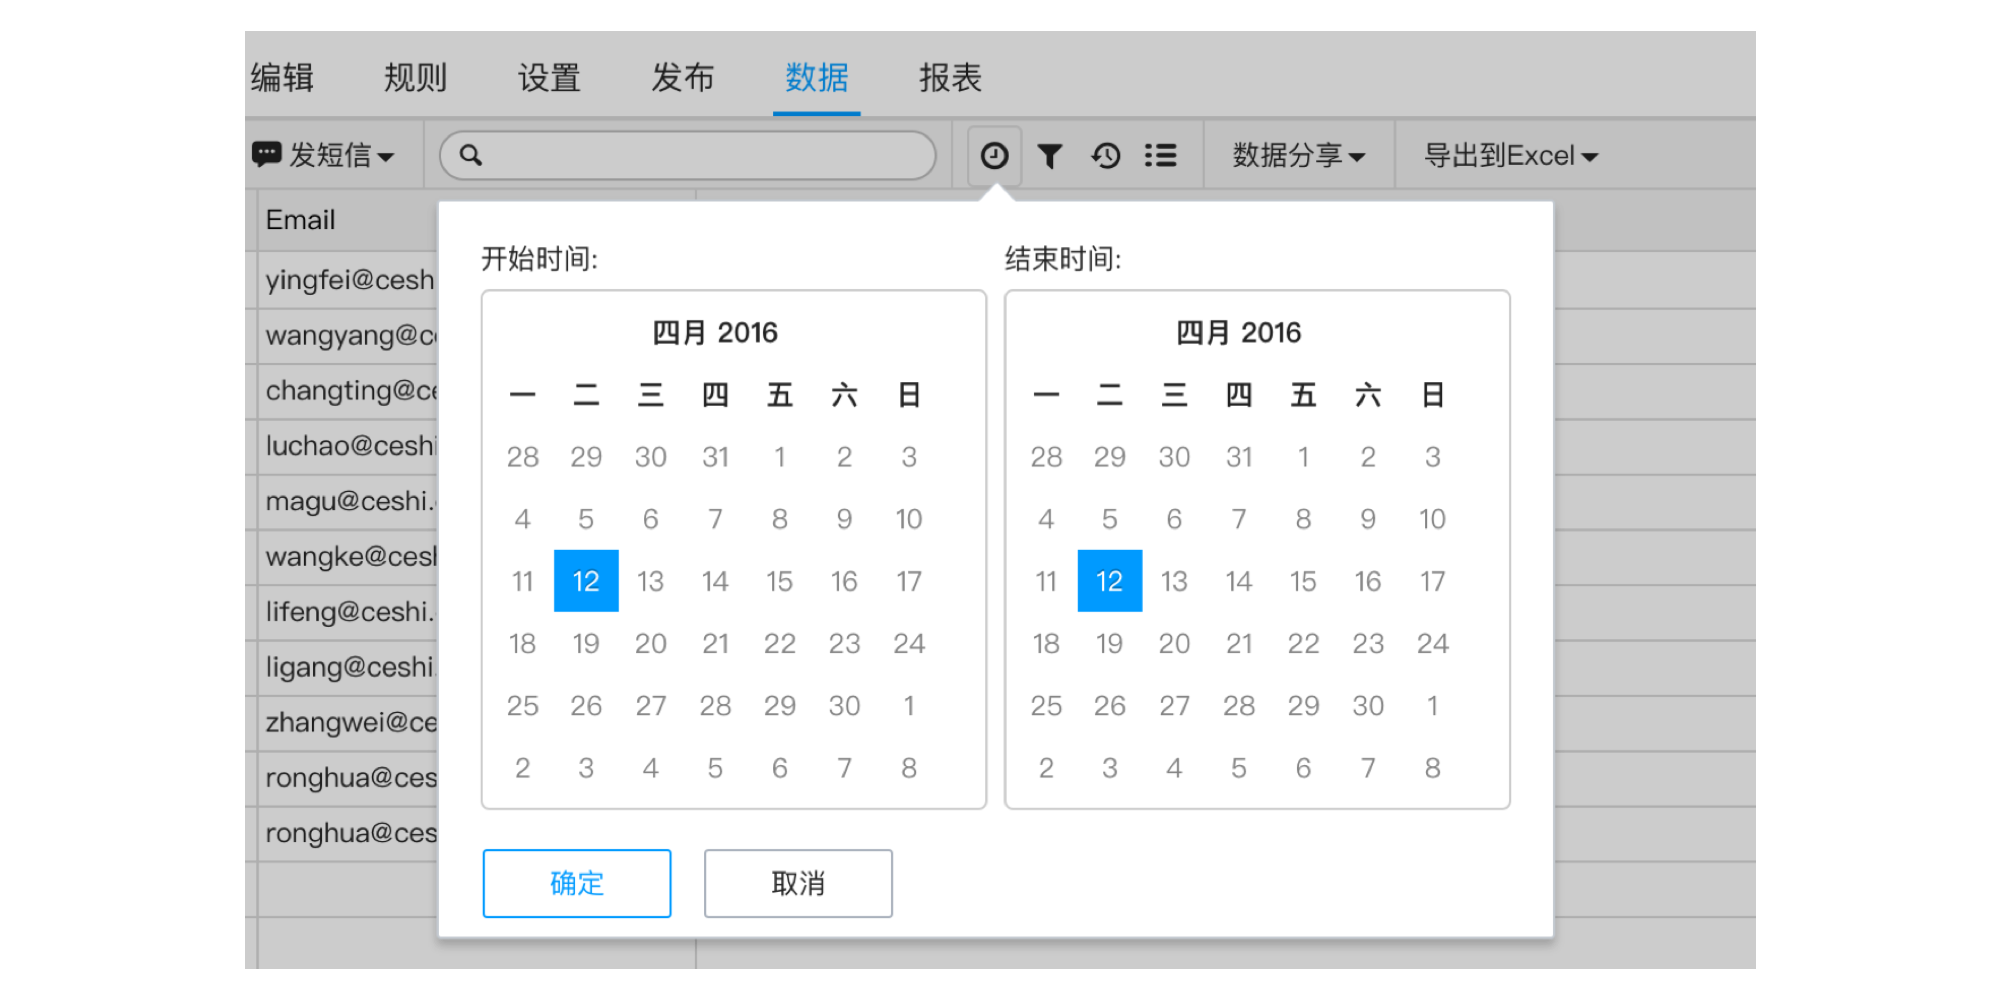 编辑 规则 设置 发布 数据 报表
发短信 数据分享 导出到Excel
Email
yingfei@cesh
wangyang@c
changting@ce
luchao@ceshi
magu@ceshi.
wangke@cesh
lifeng@ceshi.
ligang@ceshi.
zhangwei@ce
ronghua@ces
ronghua@ces
开始时间:
四月 2016
一 二 三 四 五 六 日
28 29 30 31 1 2 3
4 5 6 7 8 9 10
11 12 13 14 15 16 17
18 19 20 21 22 23 24
25 26 27 28 29 30 1
2 3 4 5 6 7 8
结束时间:
四月 2016
一 二 三 四 五 六 日
28 29 30 31 1 2 3
4 5 6 7 8 9 10
11 12 13 14 15 16 17
18 19 20 21 22 23 24
25 26 27 28 29 30 1
2 3 4 5 6 7 8
确定 取消